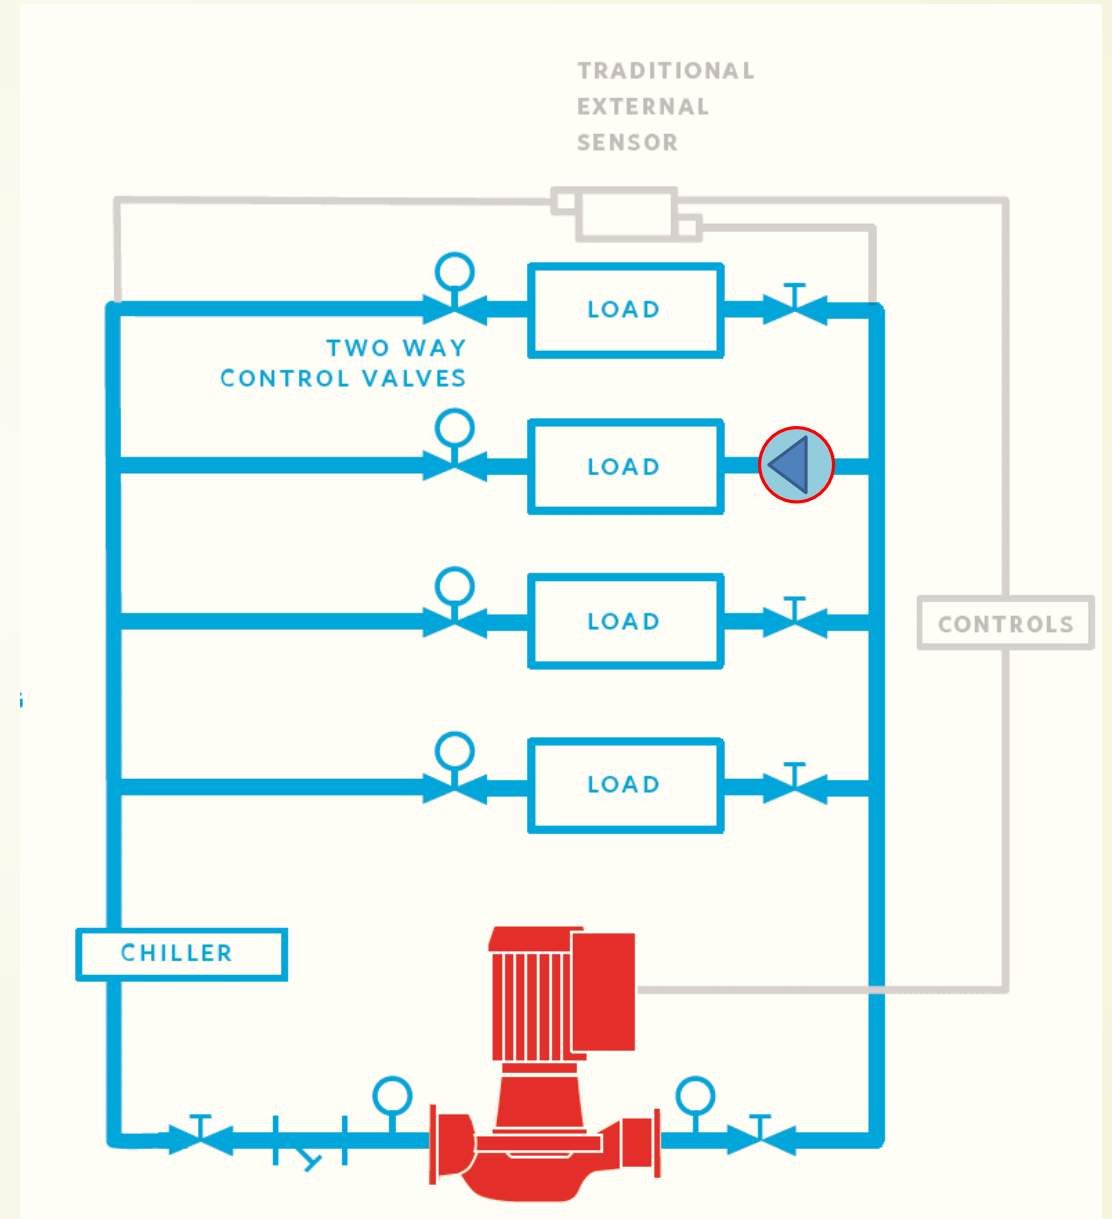 TRADITIONAL
EXTERNAL
SENSOR
LOAD
TWO WAY
CONTROL VALVES
LOAD
LOAD
CONTROLS
LOAD
CHILLER